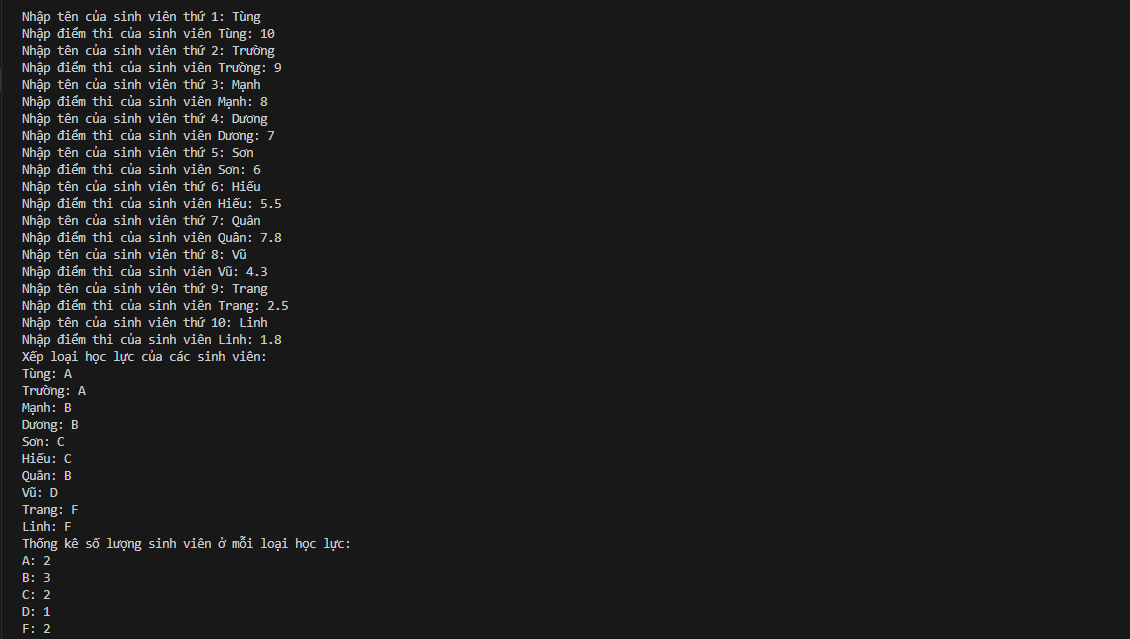 Nhập tên của sinh viên thứ 1: Tùng
Nhập điểm thi của sinh viên Tùng: 10
Nhập tên của sinh viên thứ 2: Trường
Nhập điểm thi của sinh viên Trường: 9
Nhập tên của sinh viên thứ 3: Mạnh
Nhập điểm thi của sinh viên Mạnh: 8
Nhập tên của sinh viên thứ 4: Dương
Nhập điểm thi của sinh viên Dương: 7
Nhập tên của sinh viên thứ 5: Sơn
Nhập điểm thi của sinh viên Sơn: 6
Nhập tên của sinh viên thứ 6: Hiếu
Nhập điểm thi của sinh viên Hiếu: 5.5
Nhập tên của sinh viên thứ 7: Quân
Nhập điểm thi của sinh viên Quân: 7.8
Nhập tên của sinh viên thứ 8: Vũ
Nhập điểm thi của sinh viên Vũ: 4.3
Nhập tên của sinh viên thứ 9: Trang
Nhập điểm thi của sinh viên Trang: 2.5
Nhập tên của sinh viên thứ 10: Linh
Nhập điểm thi của sinh viên Linh: 1.8
Xếp loại học lực của các sinh viên:
Tùng: A
Trường: A
Mạnh: B
Dương: B
Sơn: C
Hiếu: C
Quân: B
Vũ: D
Trang: F
Linh: F
Thống kê số lượng sinh viên ở mỗi loại học lực:
A: 2
B: 3
C: 2
D: 1
F: 2